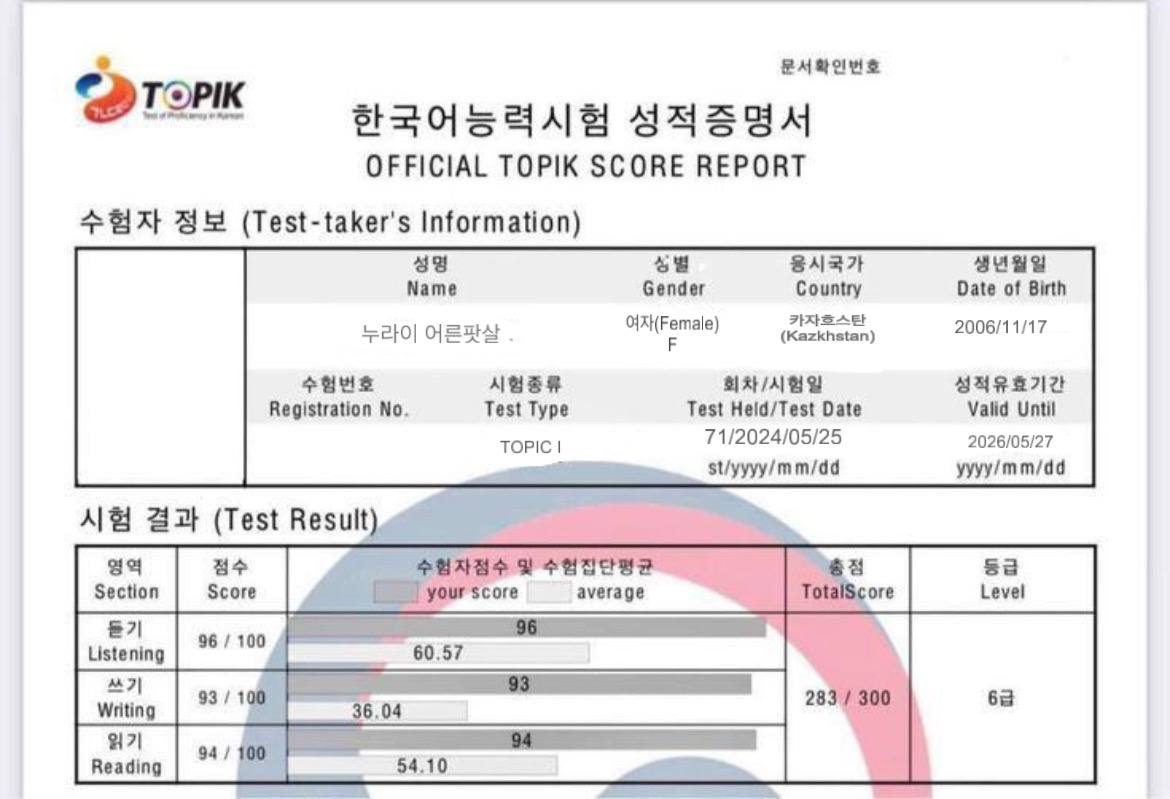 TOPIK
Test of Proficiency in Korean
문서확인번호
한국어능력시험 성적증명서
OFFICIAL TOPIK SCORE REPORT
수험자 정보 (Test-taker's Information)
성명 성별 응시국가 생년월일
Name Gender Country Date of Birth
누라이 어른팟살 여자(Female) 카자흐스탄 2006/11/17
F (Kazkhstan)
수험번호 시험종류 회차/시험일 성적유효기간
Registration No. Test Type Test Held/Test Date Valid Until
TOPIC I 71/2024/05/25 2026/05/27
st/yyyy/mm/dd yyyy/mm/dd
시험 결과 (Test Result)
영역 점수 수험자점수 및 수험집단평균 총점 등급
Section Score your score average TotalScore Level
듣기 96 / 100 96
Listening 60.57
쓰기 93 / 100 93 283 / 300 6급
Writing 36.04
읽기 94 / 100 94
Reading 54.10